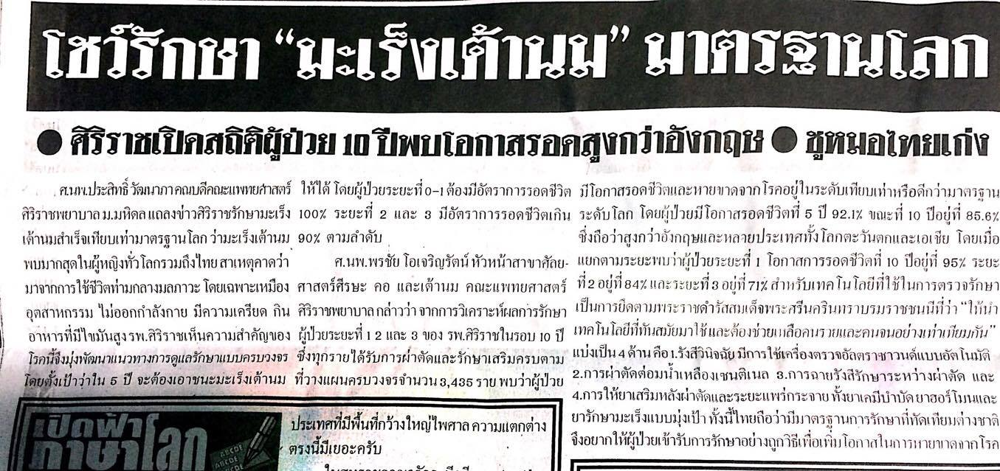 โชว์รักษา “มะเร็งเต้านม” มาตรฐานโลก
● ศิริราชเปิดสถิติผู้ป่วย 10 ปีพบโอกาสรอดสูงกว่าอังกฤษ ● ชูหมอไทยเก่ง
ศ.นพ.ประสิทธิ์ วัฒนาภา คณบดีคณะแพทยศาสตร์
ศิริราชพยาบาล ม.มหิดล แถลงข่าวศิริราชรักษามะเร็ง
เต้านมสำเร็จเทียบเท่ามาตรฐานโลก ว่ามะเร็งเต้านม
พบมากสุดในผู้หญิงทั่วโลกรวมถึงไทย สาเหตุคาดว่า
มาจากการใช้ชีวิตท่ามกลางมลภาวะ โดยเฉพาะเหมือง
อุตสาหกรรม ไม่ออกกำลังกาย มีความเครียด กิน
อาหารที่มีไขมันสูง รพ.ศิริราชเห็นความสำคัญของ
โรคนี้จึงมุ่งพัฒนาแนวทางการดูแลรักษาแบบครบวงจร
โดยตั้งเป้าว่าใน 5 ปี จะต้องเอาชนะมะเร็งเต้านม
ให้ได้ โดยผู้ป่วยระยะที่ 0-1 ต้องมีอัตราการรอดชีวิต
100% ระยะที่ 2 และ 3 มีอัตราการรอดชีวิตเกิน
90% ตามลำดับ
ศ.นพ.พรชัย โอเจริญรัตน์ หัวหน้าสาขาศัลย-
ศาสตร์ศีรษะ คอ และเต้านม คณะแพทยศาสตร์
ศิริราชพยาบาล กล่าวว่า จากการวิเคราะห์ผลการรักษา
ผู้ป่วยระยะที่ 1 2 และ 3 ของ รพ.ศิริราชในรอบ 10 ปี
ซึ่งทุกรายได้รับการผ่าตัดและรักษาเสริมครบตาม
ที่วางแผนครบวงจรจำนวน 3,435 ราย พบว่าผู้ป่วย
มีโอกาสรอดชีวิตและหายขาดจากโรคอยู่ในระดับเทียบเท่าหรือดีกว่ามาตรฐาน
ระดับโลก โดยผู้ป่วยมีโอกาสรอดชีวิตที่ 5 ปี 92.1% ขณะที่ 10 ปีอยู่ที่ 85.6%
ซึ่งถือว่าสูงกว่าอังกฤษและหลายประเทศทั้งโลกตะวันตกและเอเชีย โดยเมื่อ
แยกตามระยะพบว่าผู้ป่วยระยะที่ 1 โอกาสการรอดชีวิตที่ 10 ปีอยู่ที่ 95% ระยะ
ที่ 2 อยู่ที่ 84% และระยะที่ 3 อยู่ที่ 71% สำหรับเทคโนโลยีที่ใช้ในการตรวจรักษา
เป็นการยึดตามพระราชดำรัสสมเด็จพระศรีนครินทราบรมราชชนนีที่ว่า “ให้นำ
เทคโนโลยีที่ทันสมัยมาใช้ และต้องช่วยเหลือคนรวยและคนจนอย่างเท่าเทียมกัน”
แบ่งเป็น 4 ด้าน คือ 1.รังสีวินิจฉัย มีการใช้เครื่องตรวจอัลตราซาวนด์แบบอัตโนมัติ
2.การผ่าตัดต่อมน้ำเหลืองเซนติเนล 3.การฉายรังสีรักษาระหว่างผ่าตัด และ
4.การให้ยาเสริมหลังผ่าตัดและระยะแพร่กระจาย ทั้งยาเคมีบำบัด ยาฮอร์โมนและ
ยารักษามะเร็งแบบมุ่งเป้า ทั้งนี้ไทยถือว่ามีมาตรฐานการรักษาที่ทัดเทียมต่างชาติ
จึงอยากให้ผู้ป่วยเข้ารับการรักษาอย่างถูกวิธีเพื่อเพิ่มโอกาสในการหายขาดจากโรค
เปิดฟ้า
ภาษาโลก
ABCDE
ABCDE
ABCDE
ประเทศที่มีพื้นที่กว้างใหญ่ไพศาล ความแตกต่าง
ตรงนี้มีเยอะครับ